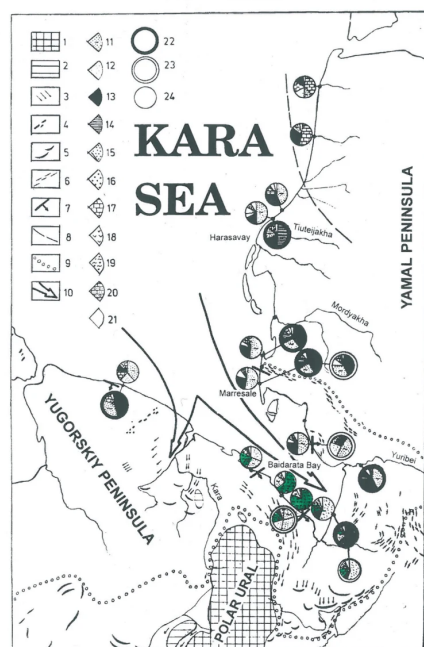 1 11 22
2 12 23
3 13 24
4 14
5 15
6 16
7 17
8 18
9 19
10 20
21
KARA
SEA
Harasavay
Tiuteijakha
YAMAL PENINSULA
Mordyakha
Marresale
YUGORSKIY PENINSULA
Yuribei
Baidarata Bay
Kara
POLAR URAL